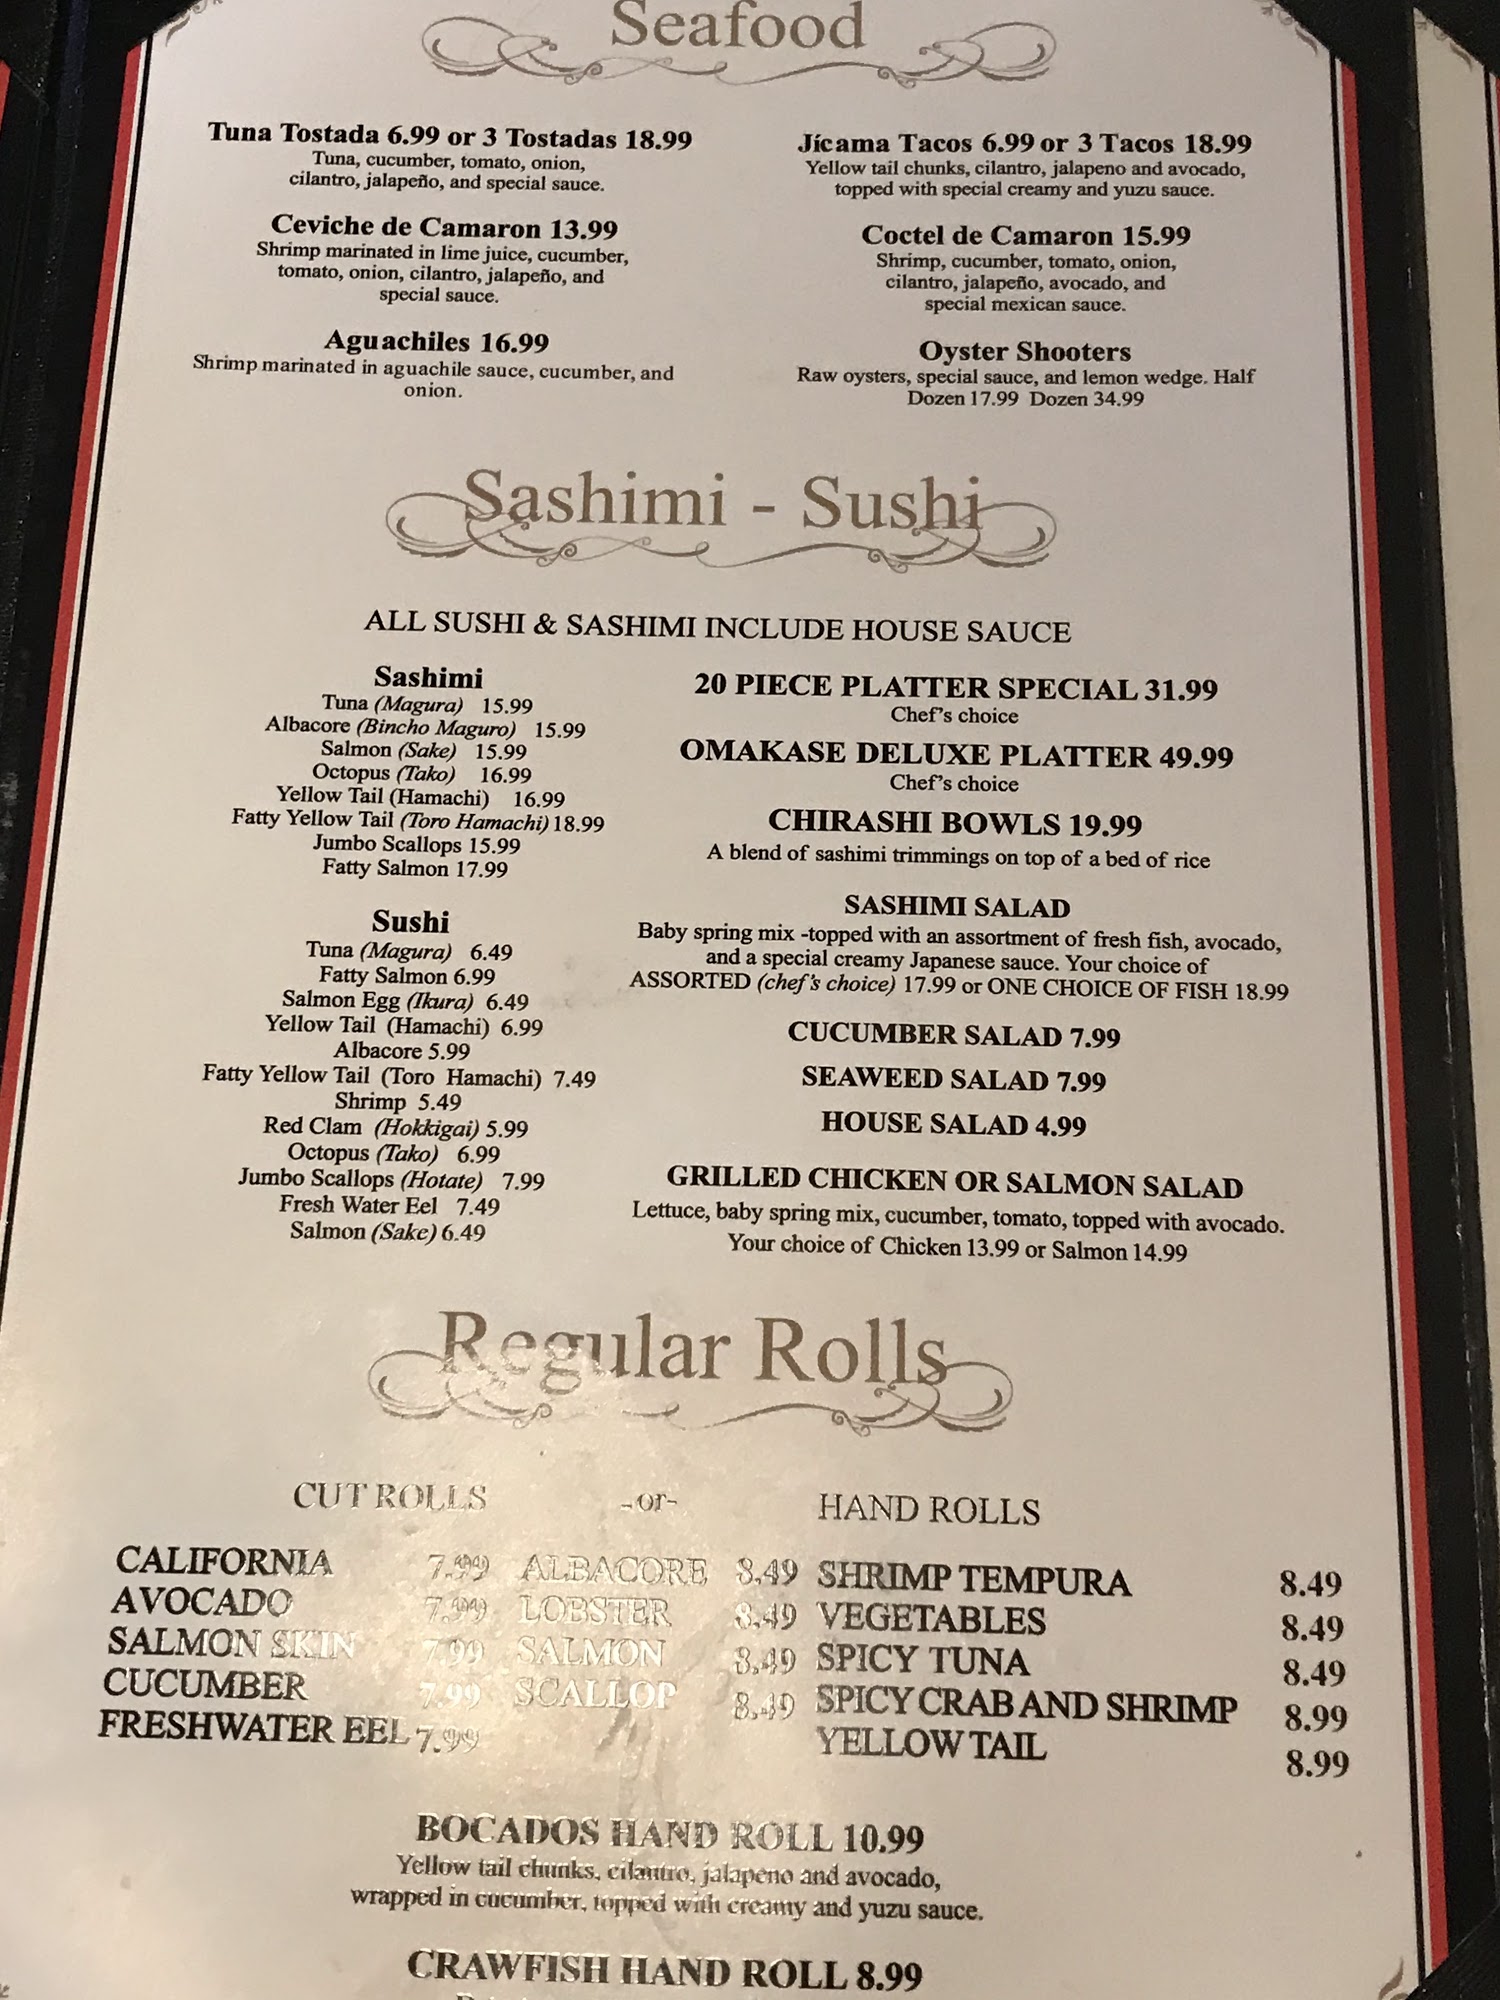 Seafood
Tuna Tostada 6.99 or 3 Tostadas 18.99
Tuna, cucumber, tomato, onion,
cilantro, jalapeño, and special sauce.
Ceviche de Camaron 13.99
Shrimp marinated in lime juice, cucumber,
tomato, onion, cilantro, jalapeño, and
special sauce.
Aguachiles 16.99
Shrimp marinated in aguachile sauce, cucumber, and
onion.
Jícama Tacos 6.99 or 3 Tacos 18.99
Yellow tail chunks, cilantro, jalapeno and avocado,
topped with special creamy and yuzu sauce.
Coctel de Camaron 15.99
Shrimp, cucumber, tomato, onion,
cilantro, jalapeño, avocado, and
special mexican sauce.
Oyster Shooters
Raw oysters, special sauce, and lemon wedge. Half
Dozen 17.99 Dozen 34.99
Sashimi - Sushi
ALL SUSHI & SASHIMI INCLUDE HOUSE SAUCE
Sashimi
Tuna (Magura) 15.99
Albacore (Bincho Maguro) 15.99
Salmon (Sake) 15.99
Octopus (Tako) 16.99
Yellow Tail (Hamachi) 16.99
Fatty Yellow Tail (Toro Hamachi) 18.99
Jumbo Scallops 15.99
Fatty Salmon 17.99
Sushi
Tuna (Magura) 6.49
Fatty Salmon 6.99
Salmon Egg (Ikura) 6.49
Yellow Tail (Hamachi) 6.99
Albacore 5.99
Fatty Yellow Tail (Toro Hamachi) 7.49
Shrimp 5.49
Red Clam (Hokkigai) 5.99
Octopus (Tako) 6.99
Jumbo Scallops (Hotate) 7.99
Fresh Water Eel 7.49
Salmon (Sake) 6.49
20 PIECE PLATTER SPECIAL 31.99
Chef's choice
OMAKASE DELUXE PLATTER 49.99
Chef's choice
CHIRASHI BOWLS 19.99
A blend of sashimi trimmings on top of a bed of rice
SASHIMI SALAD
Baby spring mix -topped with an assortment of fresh fish, avocado,
and a special creamy Japanese sauce. Your choice of
ASSORTED (chef's choice) 17.99 or ONE CHOICE OF FISH 18.99
CUCUMBER SALAD 7.99
SEAWEED SALAD 7.99
HOUSE SALAD 4.99
GRILLED CHICKEN OR SALMON SALAD
Lettuce, baby spring mix, cucumber, tomato, topped with avocado.
Your choice of Chicken 13.99 or Salmon 14.99
Regular Rolls
CUT ROLLS -or- HAND ROLLS
CALIFORNIA 7.99 ALBACORE 8.49 SHRIMP TEMPURA 8.49
AVOCADO 7.99 LOBSTER 8.49 VEGETABLES 8.49
SALMON SKIN 7.99 SALMON 8.49 SPICY TUNA 8.49
CUCUMBER 7.99 SCALLOP 8.49 SPICY CRAB AND SHRIMP 8.99
FRESHWATER EEL 7.99 YELLOW TAIL 8.99
BOCADOS HAND ROLL 10.99
Yellow tail chunks, cilantro, jalapeno and avocado,
wrapped in cucumber, topped with creamy and yuzu sauce.
CRAWFISH HAND ROLL 8.99